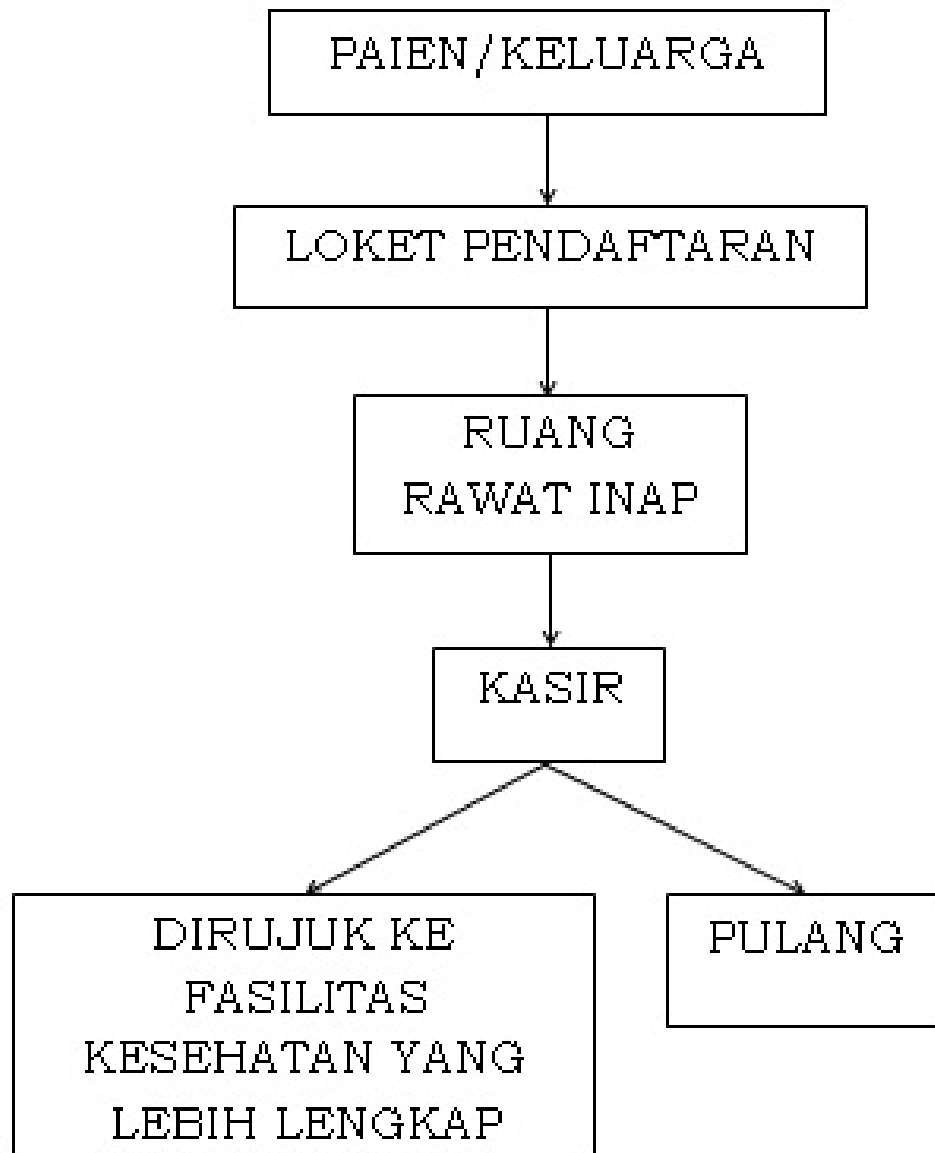 PAIEN/KELUARGA
LOKET PENDAFTARAN
RUANG
RAWAT INAP
KASIR
DIRUJUK KE
FASILITAS
KESEHATAN YANG
LEBIH LENGKAP
PULANG